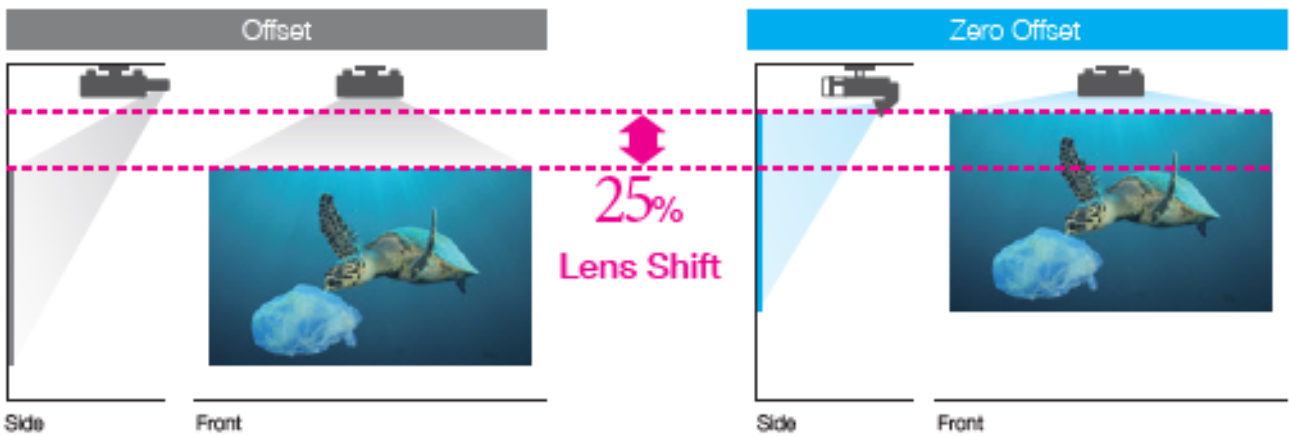 Offset
Zero Offset
25%
Lens Shift
Side
Front
Side
Front